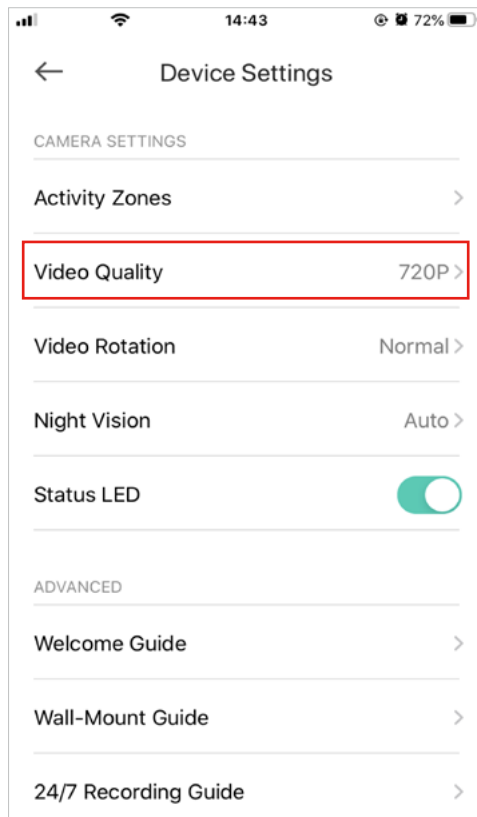 14:43 72%
Device Settings
CAMERA SETTINGS
Activity Zones
Video Quality 720P
Video Rotation Normal
Night Vision Auto
Status LED
ADVANCED
Welcome Guide
Wall-Mount Guide
24/7 Recording Guide